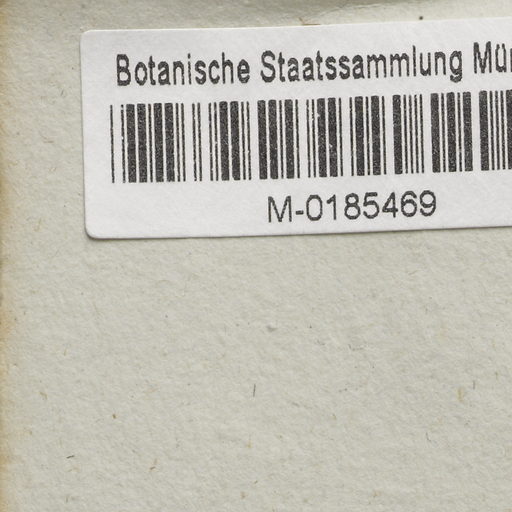 Botanische Staatssammlung Mün
M-0185469